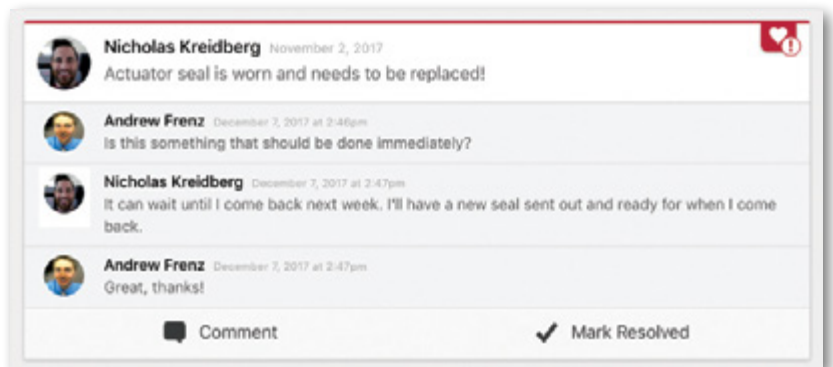 Nicholas Kreidberg November 2, 2017
Actuator seal is worn and needs to be replaced!
Andrew Frenz December 7, 2017 at 2:46pm
Is this something that should be done immediately?
Nicholas Kreidberg December 7, 2017 at 2:47pm
It can wait until I come back next week. I'll have a new seal sent out and ready for when I come
back.
Andrew Frenz December 7, 2017 at 2:47pm
Great, thanks!
Comment Mark Resolved